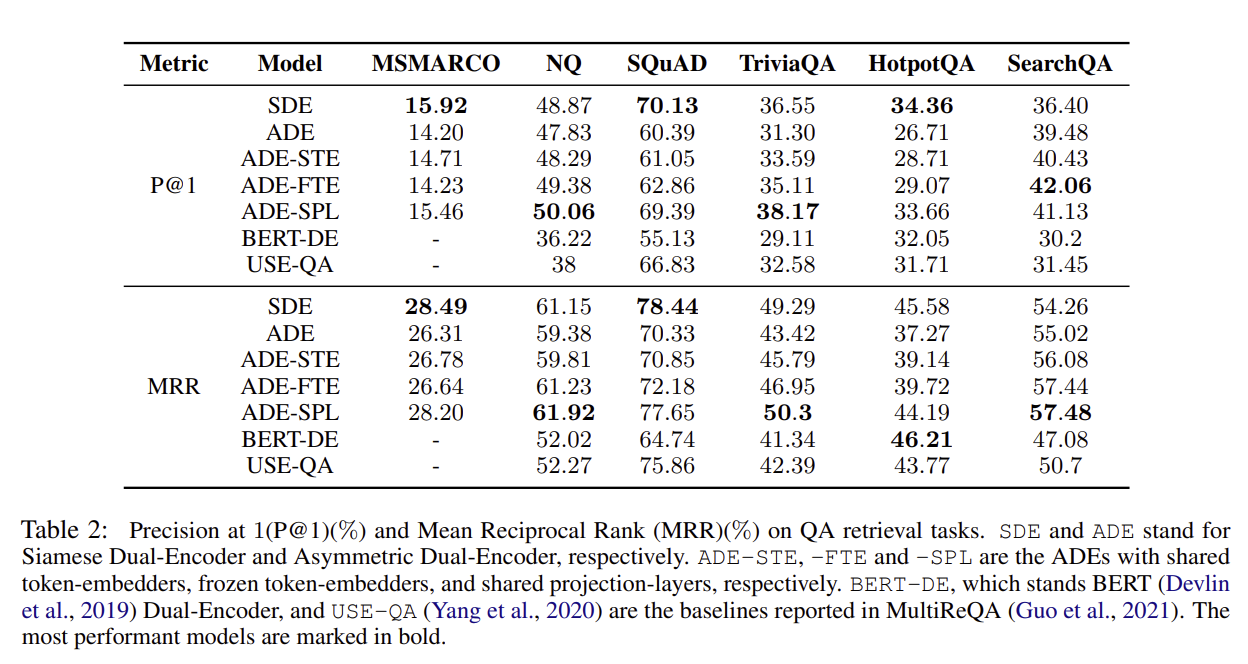 Metric Model MSMARCO NQ SQuAD TriviaQA HotpotQA SearchQA
SDE 15.92 48.87 70.13 36.55 34.36 36.40
ADE 14.20 47.83 60.39 31.30 26.71 39.48
ADE-STE 14.71 48.29 61.05 33.59 28.71 40.43
P@1 ADE-FTE 14.23 49.38 62.86 35.11 29.07 42.06
ADE-SPL 15.46 50.06 69.39 38.17 33.66 41.13
BERT-DE - 36.22 55.13 29.11 32.05 30.2
USE-QA - 38 66.83 32.58 31.71 31.45
SDE 28.49 61.15 78.44 49.29 45.58 54.26
ADE 26.31 59.38 70.33 43.42 37.27 55.02
ADE-STE 26.78 59.81 70.85 45.79 39.14 56.08
MRR ADE-FTE 26.64 61.23 72.18 46.95 39.72 57.44
ADE-SPL 28.20 61.92 77.65 50.3 44.19 57.48
BERT-DE - 52.02 64.74 41.34 46.21 47.08
USE-QA - 52.27 75.86 42.39 43.77 50.7
Table 2: Precision at 1(P@1)(%) and Mean Reciprocal Rank (MRR)(%) on QA retrieval tasks. SDE and ADE stand for
Siamese Dual-Encoder and Asymmetric Dual-Encoder, respectively. ADE-STE, -FTE and -SPL are the ADEs with shared
token-embedders, frozen token-embedders, and shared projection-layers, respectively. BERT-DE, which stands BERT (Devlin
et al., 2019) Dual-Encoder, and USE-QA (Yang et al., 2020) are the baselines reported in MultiReQA (Guo et al., 2021). The
most performant models are marked in bold.